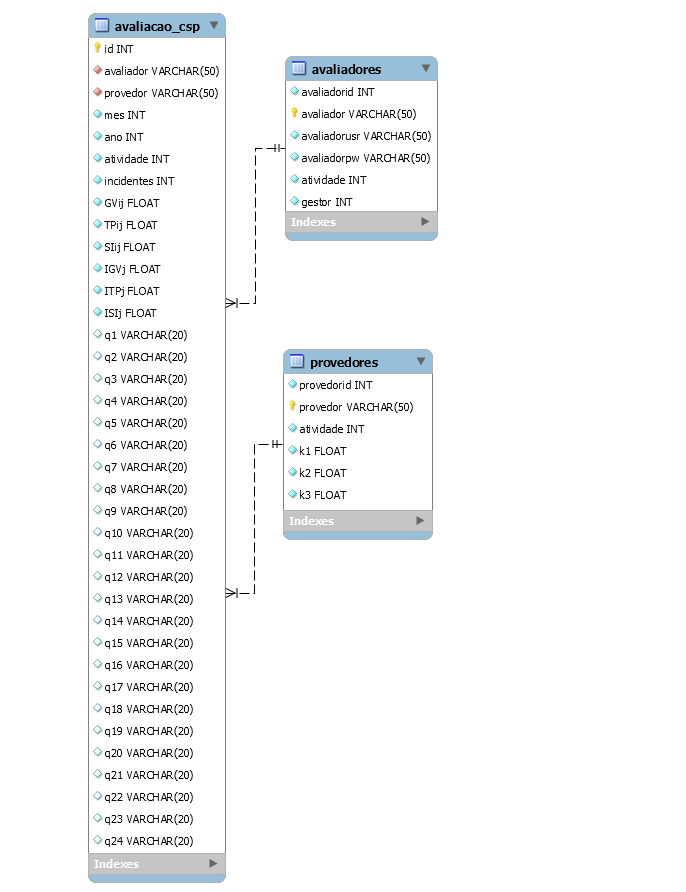 avaliacao_csp
id INT
avaliador VARCHAR(50)
provedor VARCHAR(50)
mes INT
ano INT
atividade INT
incidentes INT
GVij FLOAT
TPij FLOAT
SIij FLOAT
IGVj FLOAT
ITPj FLOAT
ISIj FLOAT
q1 VARCHAR(20)
q2 VARCHAR(20)
q3 VARCHAR(20)
q4 VARCHAR(20)
q5 VARCHAR(20)
q6 VARCHAR(20)
q7 VARCHAR(20)
q8 VARCHAR(20)
q9 VARCHAR(20)
q10 VARCHAR(20)
q11 VARCHAR(20)
q12 VARCHAR(20)
q13 VARCHAR(20)
q14 VARCHAR(20)
q15 VARCHAR(20)
q16 VARCHAR(20)
q17 VARCHAR(20)
q18 VARCHAR(20)
q19 VARCHAR(20)
q20 VARCHAR(20)
q21 VARCHAR(20)
q22 VARCHAR(20)
q23 VARCHAR(20)
q24 VARCHAR(20)
Indexes
avaliadores
avaliadorid INT
avaliador VARCHAR(50)
avaliadorusr VARCHAR(50)
avaliadorpw VARCHAR(50)
atividade INT
gestor INT
Indexes
provedores
provedorid INT
provedor VARCHAR(50)
atividade INT
k1 FLOAT
k2 FLOAT
k3 FLOAT
Indexes